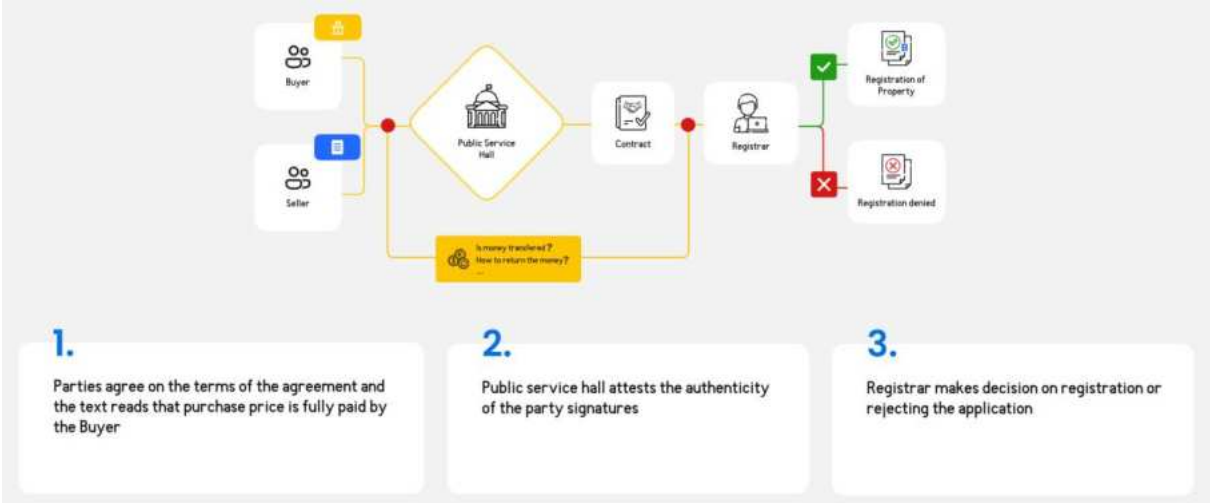 Buyer
Seller
Public Service
Hall
Contract
Registrar
Registration of
Property
Registration denied
Is money transfered?
How to return the money?
...
1.
Parties agree on the terms of the agreement and
the text reads that purchase price is fully paid by
the Buyer
2.
Public service hall attests the authenticity
of the party signatures
3.
Registrar makes decision on registration or
rejecting the application